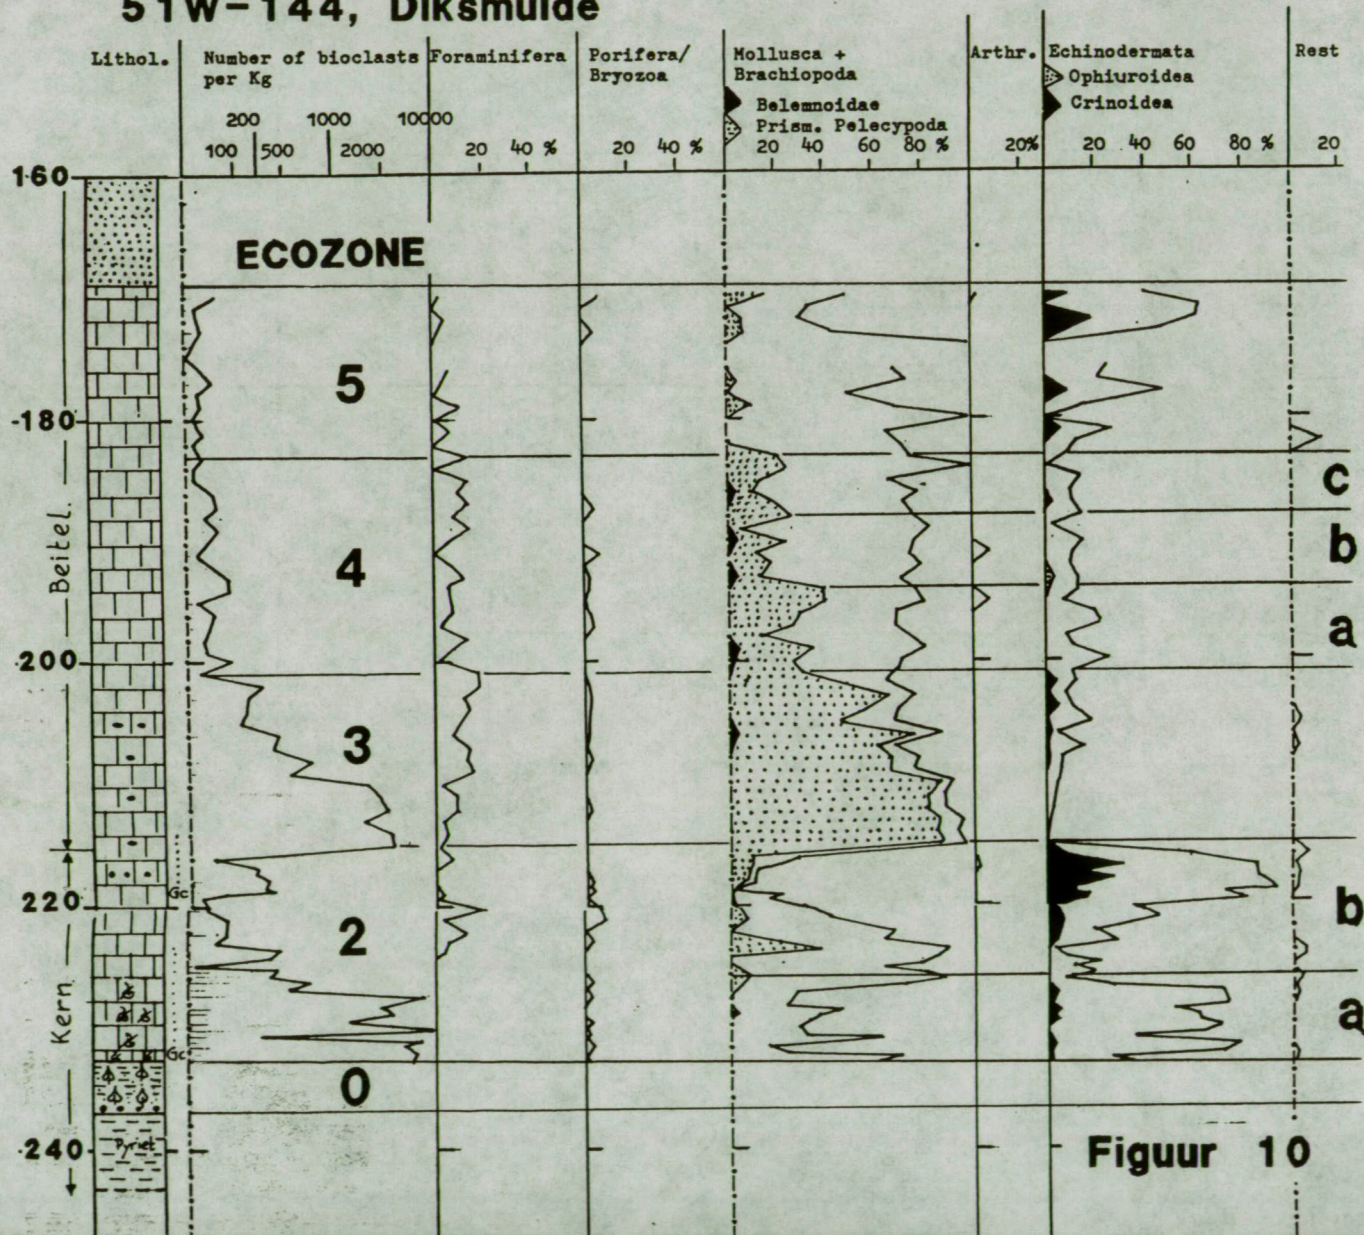 51W-144, Diksmuide
Lithol.
Number of bioclasts
per Kg
Foraminifera
Porifera/
Bryozoa
Mollusca +
Brachiopoda
Belemnoidae
Prism. Pelecypoda
Arthr.
Echinodermata
Ophiuroidea
Crinoidea
Rest
200 1000 10000
100 500 2000
20 40 %
20 40 %
20 40 60 80 %
20%
20 40 60 80 %
20
160
ECOZONE
5
-180
c
b
Beitel.
4
a
200
3
Gc
220
b
2
Kern
a
Gc
0
Pyriet
240
Figuur 10